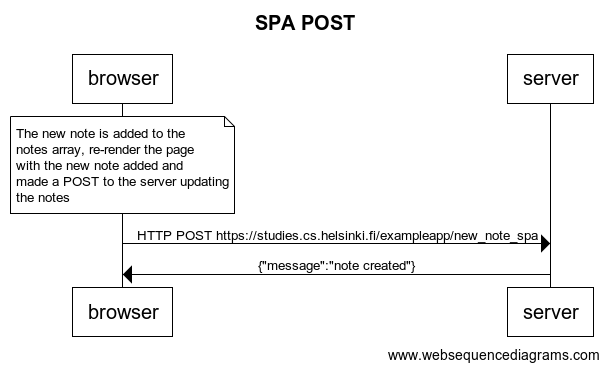 SPA POST
browser
server
The new note is added to the
notes array, re-render the page
with the new note added and
made a POST to the server updating
the notes
HTTP POST https://studies.cs.helsinki.fi/exampleapp/new_note_spa
{"message":"note created"}
browser
server
www.websequencediagrams.com